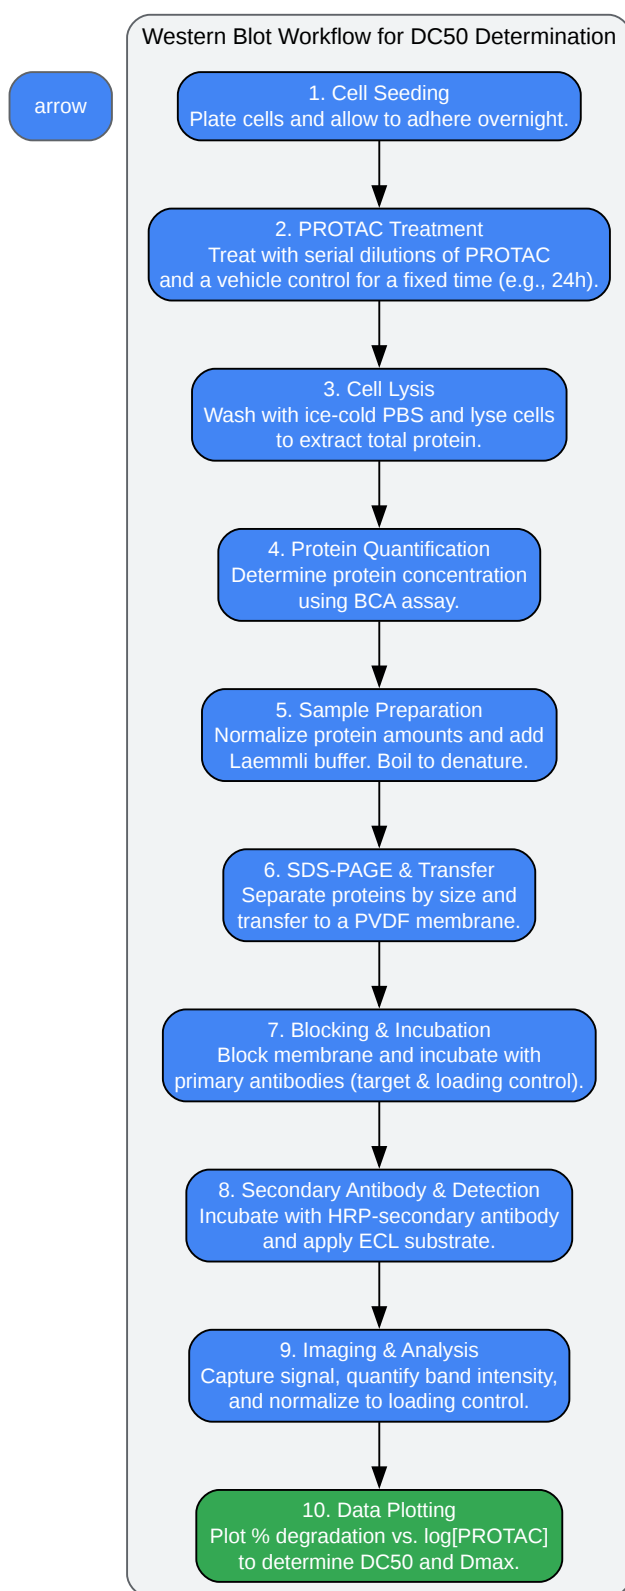 Western Blot Workflow for DC50 Determination
arrow
1. Cell Seeding
Plate cells and allow to adhere overnight.
2. PROTAC Treatment
Treat with serial dilutions of PROTAC
and a vehicle control for a fixed time (e.g., 24h).
3. Cell Lysis
Wash with ice-cold PBS and lyse cells
to extract total protein.
4. Protein Quantification
Determine protein concentration
using BCA assay.
5. Sample Preparation
Normalize protein amounts and add
Laemmli buffer. Boil to denature.
6. SDS-PAGE & Transfer
Separate proteins by size and
transfer to a PVDF membrane.
7. Blocking & Incubation
Block membrane and incubate with
primary antibodies (target & loading control).
8. Secondary Antibody & Detection
Incubate with HRP-secondary antibody
and apply ECL substrate.
9. Imaging & Analysis
Capture signal, quantify band intensity,
and normalize to loading control.
10. Data Plotting
Plot % degradation vs. log[PROTAC]
to determine DC50 and Dmax.